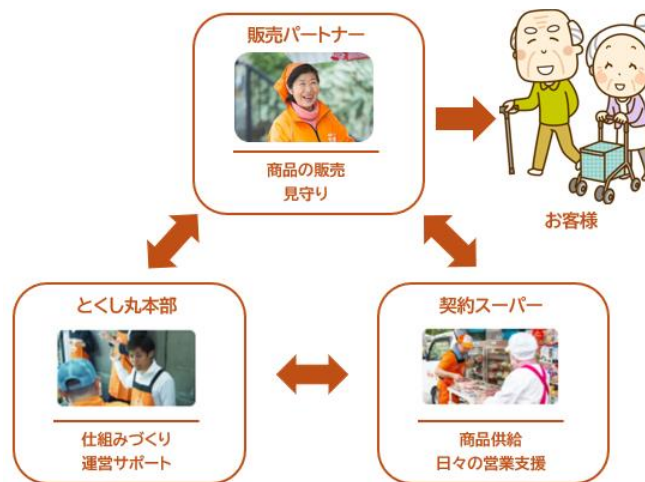 販売パートナー
商品の販売
見守り
お客様
とくし丸本部
仕組みづくり
運営サポート
契約スーパー
商品供給
日々の営業支援